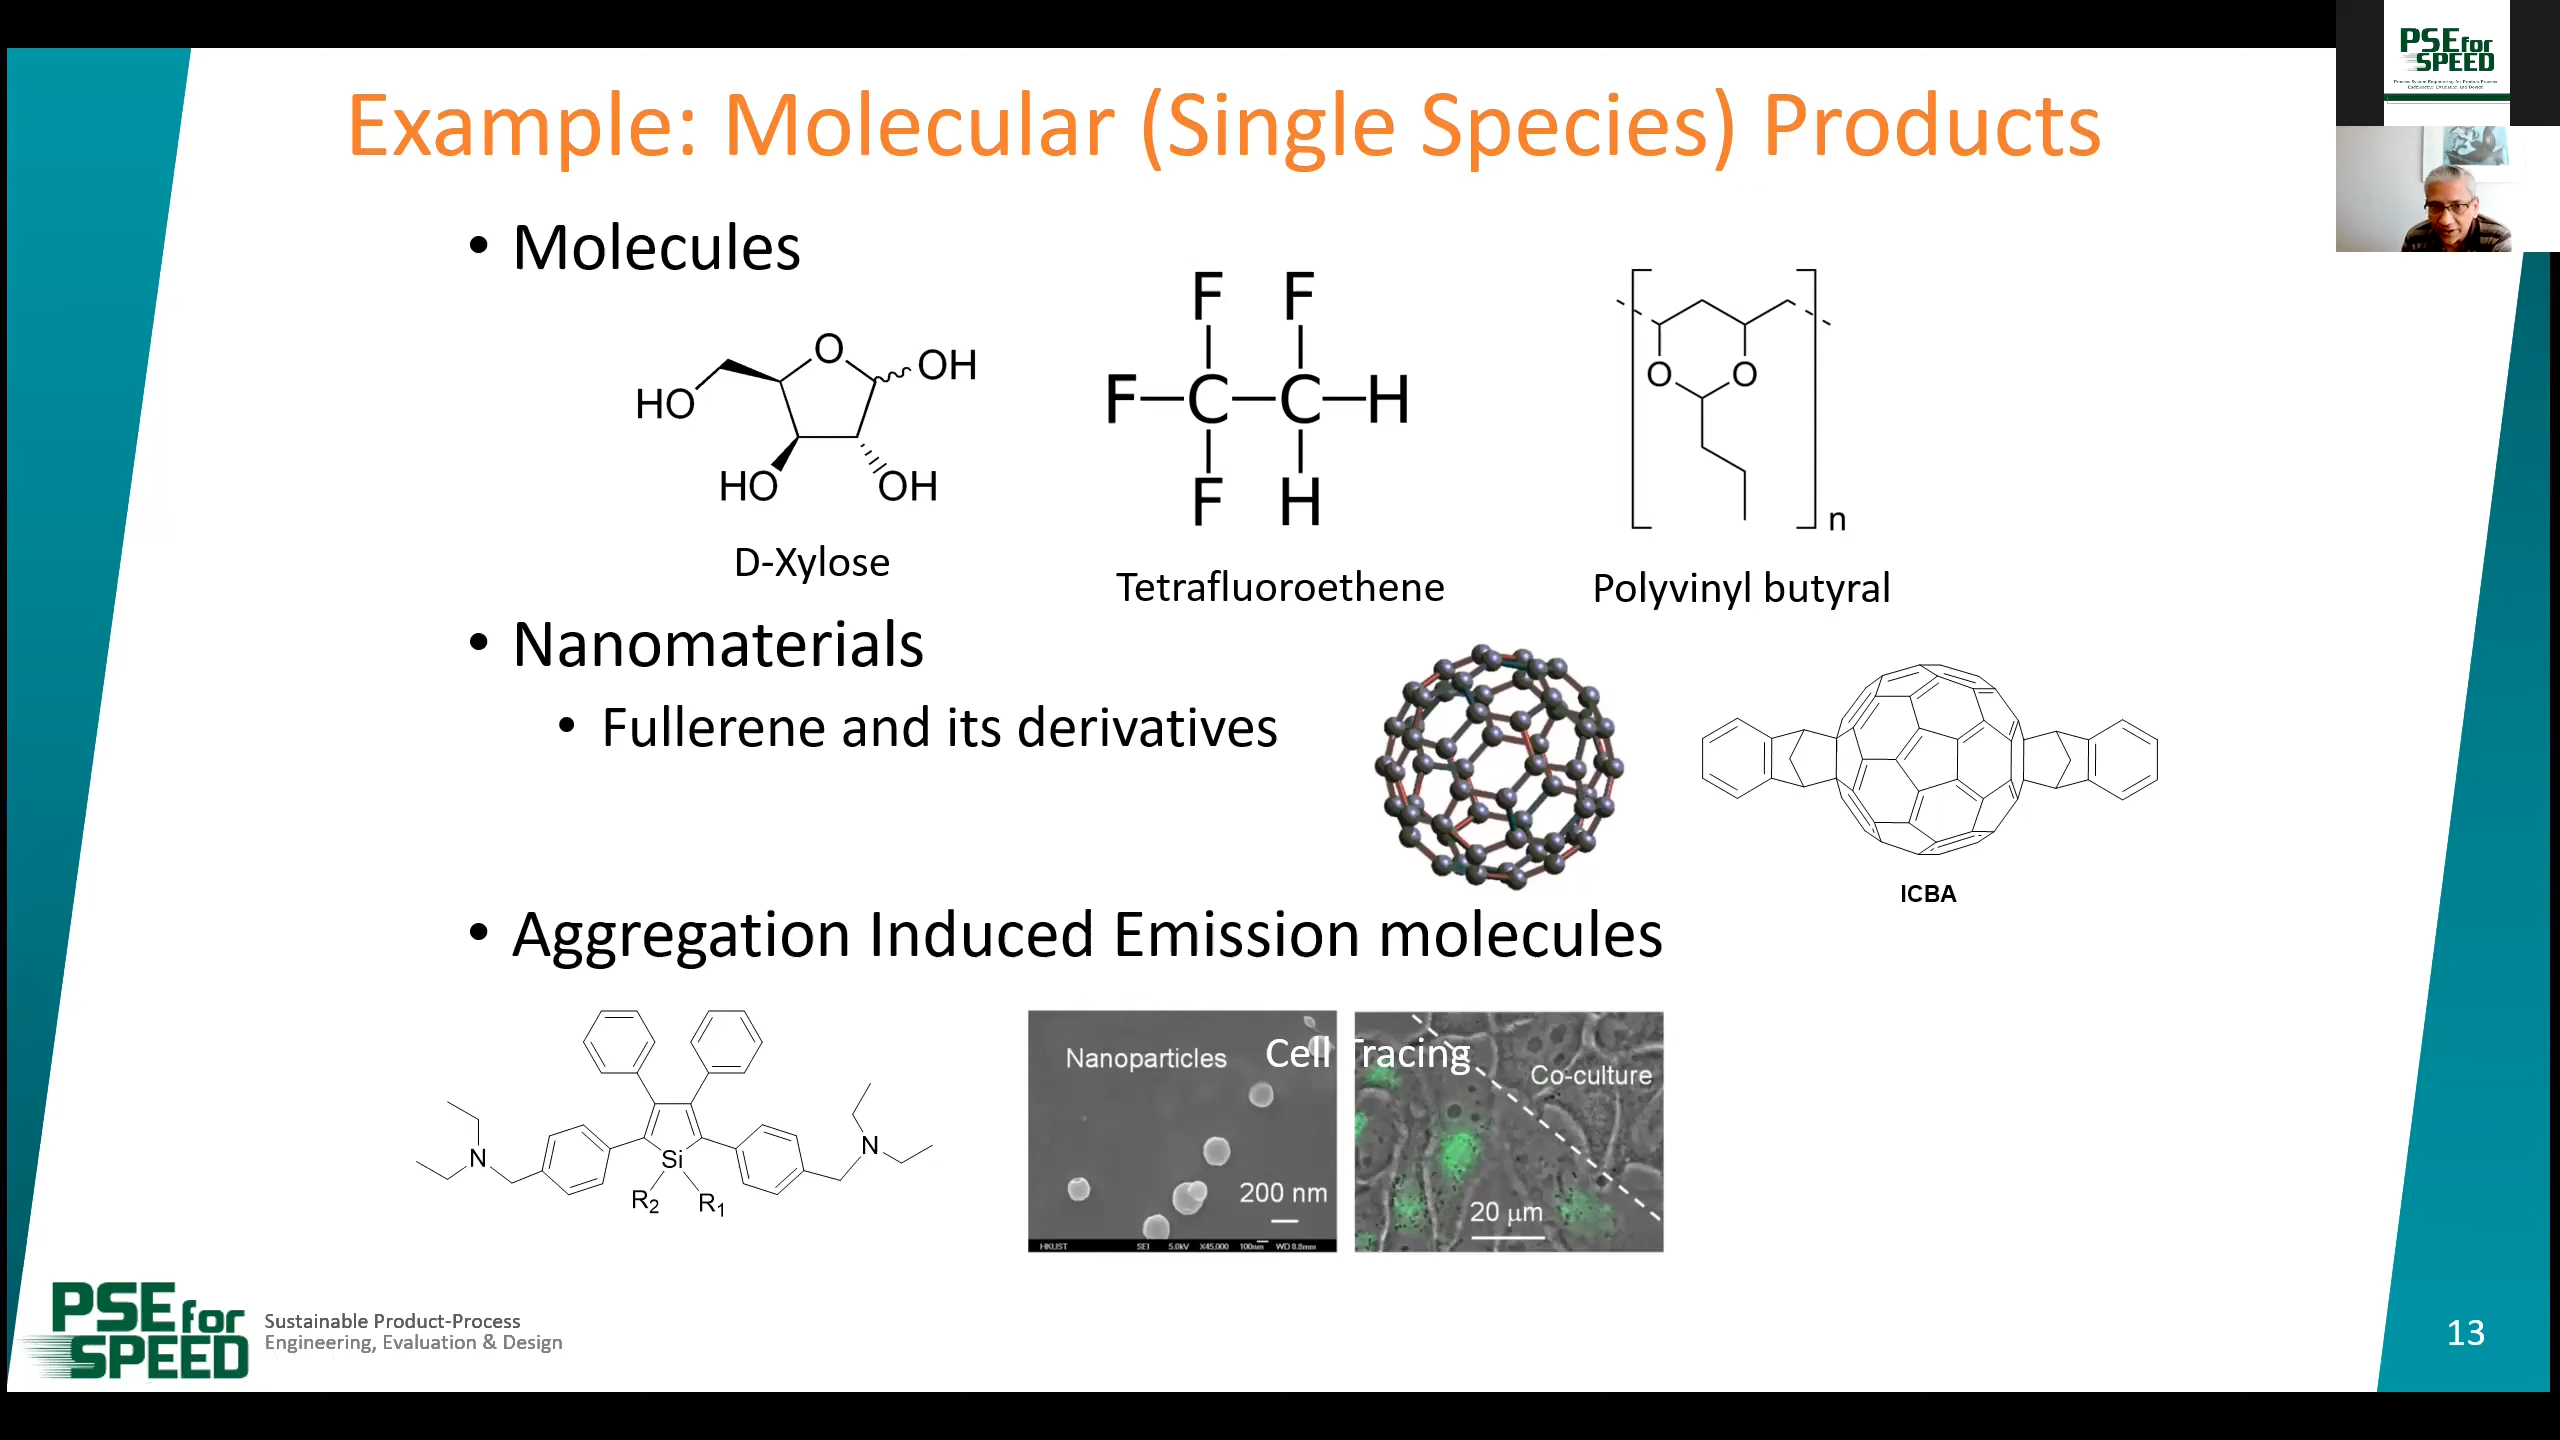 PSE for
SPEED
Example: Molecular (Single Species) Products
• Molecules
O
OH
HO
HO
OH
D-Xylose
F F
F C C H
F H
Tetrafluoroethene
O O
n
Polyvinyl butyral
• Nanomaterials
• Fullerene and its derivatives
ICBA
• Aggregation Induced Emission molecules
N
Si
N
R2 R1
Nanoparticles
200 nm
HKUST SEI 5.0kV X45,000 100nm WD 8.8mm
Cell Tracing
Co-culture
20 μm
PSE for
SPEED
Sustainable Product-Process
Engineering, Evaluation & Design
13